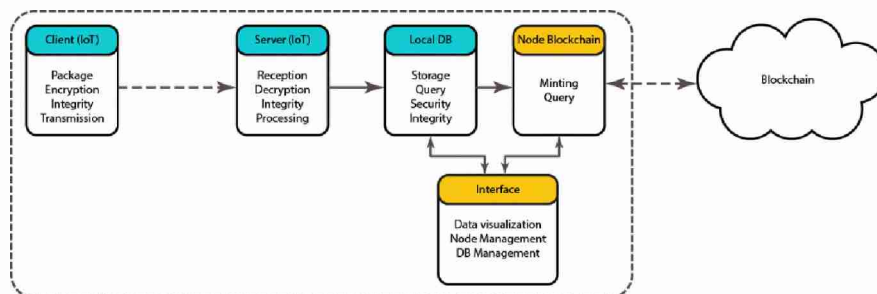 Client (IoT)
Package
Encryption
Integrity
Transmission
Server (IoT)
Reception
Decryption
Integrity
Processing
Local DB
Storage
Query
Security
Integrity
Node Blockchain
Minting
Query
Blockchain
Interface
Data visualization
Node Management
DB Management